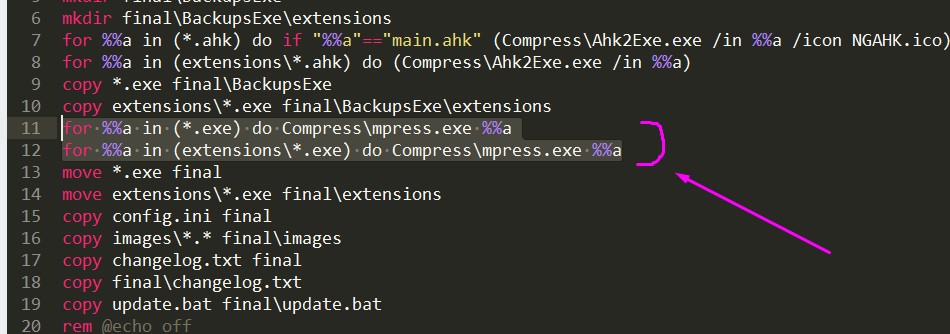 5 mkdir final\BackupsExe
6 mkdir final\BackupsExe\extensions
7 for %%a in (*.ahk) do if "%%a"=="main.ahk" (Compress\Ahk2Exe.exe /in %%a /icon NGAHK.ico)
8 for %%a in (extensions\*.ahk) do (Compress\Ahk2Exe.exe /in %%a)
9 copy *.exe final\BackupsExe
10 copy extensions\*.exe final\BackupsExe\extensions
11 for %%a in (*.exe) do Compress\mpress.exe %%a
12 for %%a in (extensions\*.exe) do Compress\mpress.exe %%a
13 move *.exe final
14 move extensions\*.exe final\extensions
15 copy config.ini final
16 copy images\*.* final\images
17 copy changelog.txt final
18 copy final\changelog.txt
19 copy update.bat final\update.bat
20 rem @echo off